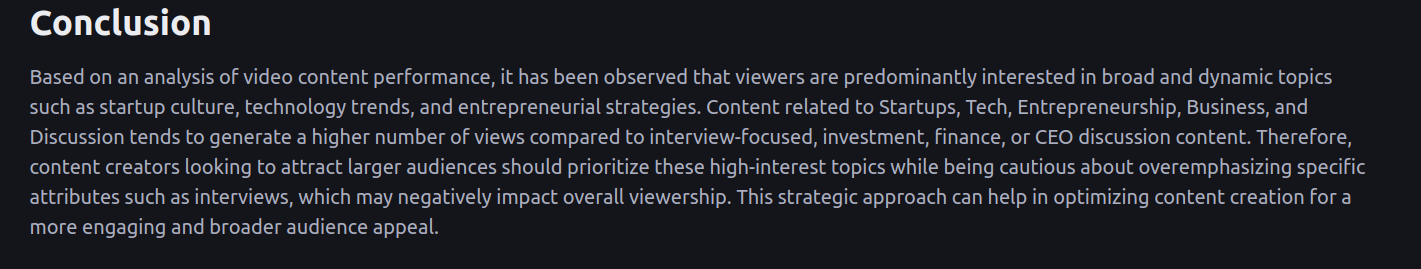 Conclusion
Based on an analysis of video content performance, it has been observed that viewers are predominantly interested in broad and dynamic topics
such as startup culture, technology trends, and entrepreneurial strategies. Content related to Startups, Tech, Entrepreneurship, Business, and
Discussion tends to generate a higher number of views compared to interview-focused, investment, finance, or CEO discussion content. Therefore,
content creators looking to attract larger audiences should prioritize these high-interest topics while being cautious about overemphasizing specific
attributes such as interviews, which may negatively impact overall viewership. This strategic approach can help in optimizing content creation for a
more engaging and broader audience appeal.